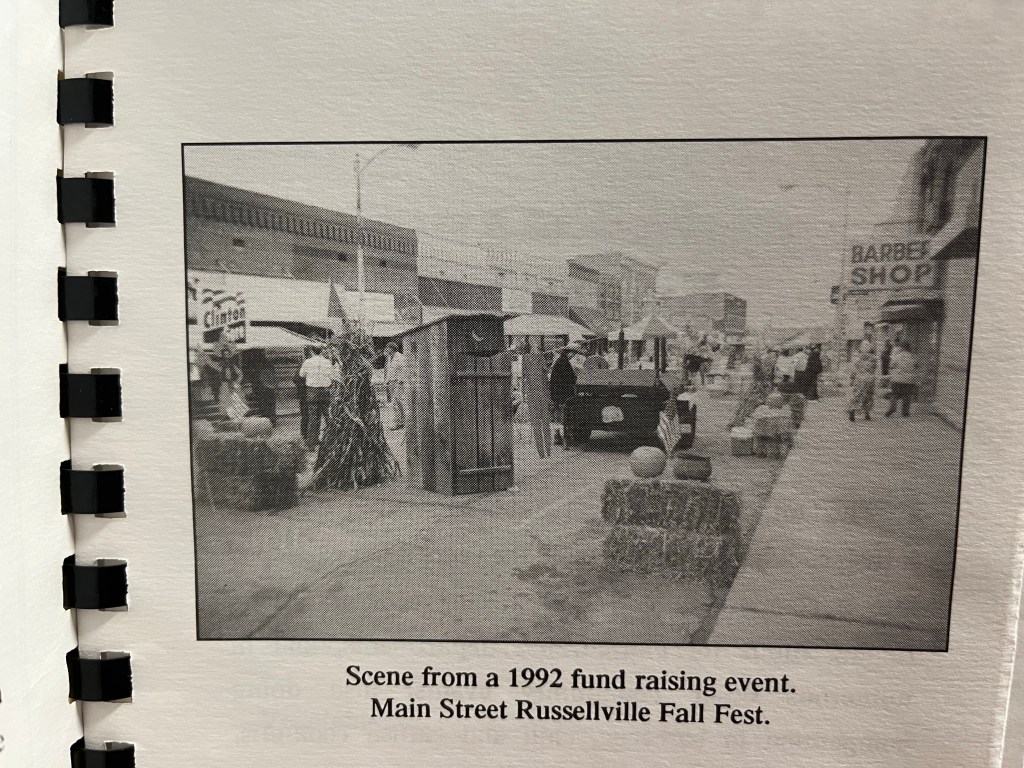 Clinton
BARBER
SHOP
Scene from a 1992 fund raising event.
Main Street Russellville Fall Fest.